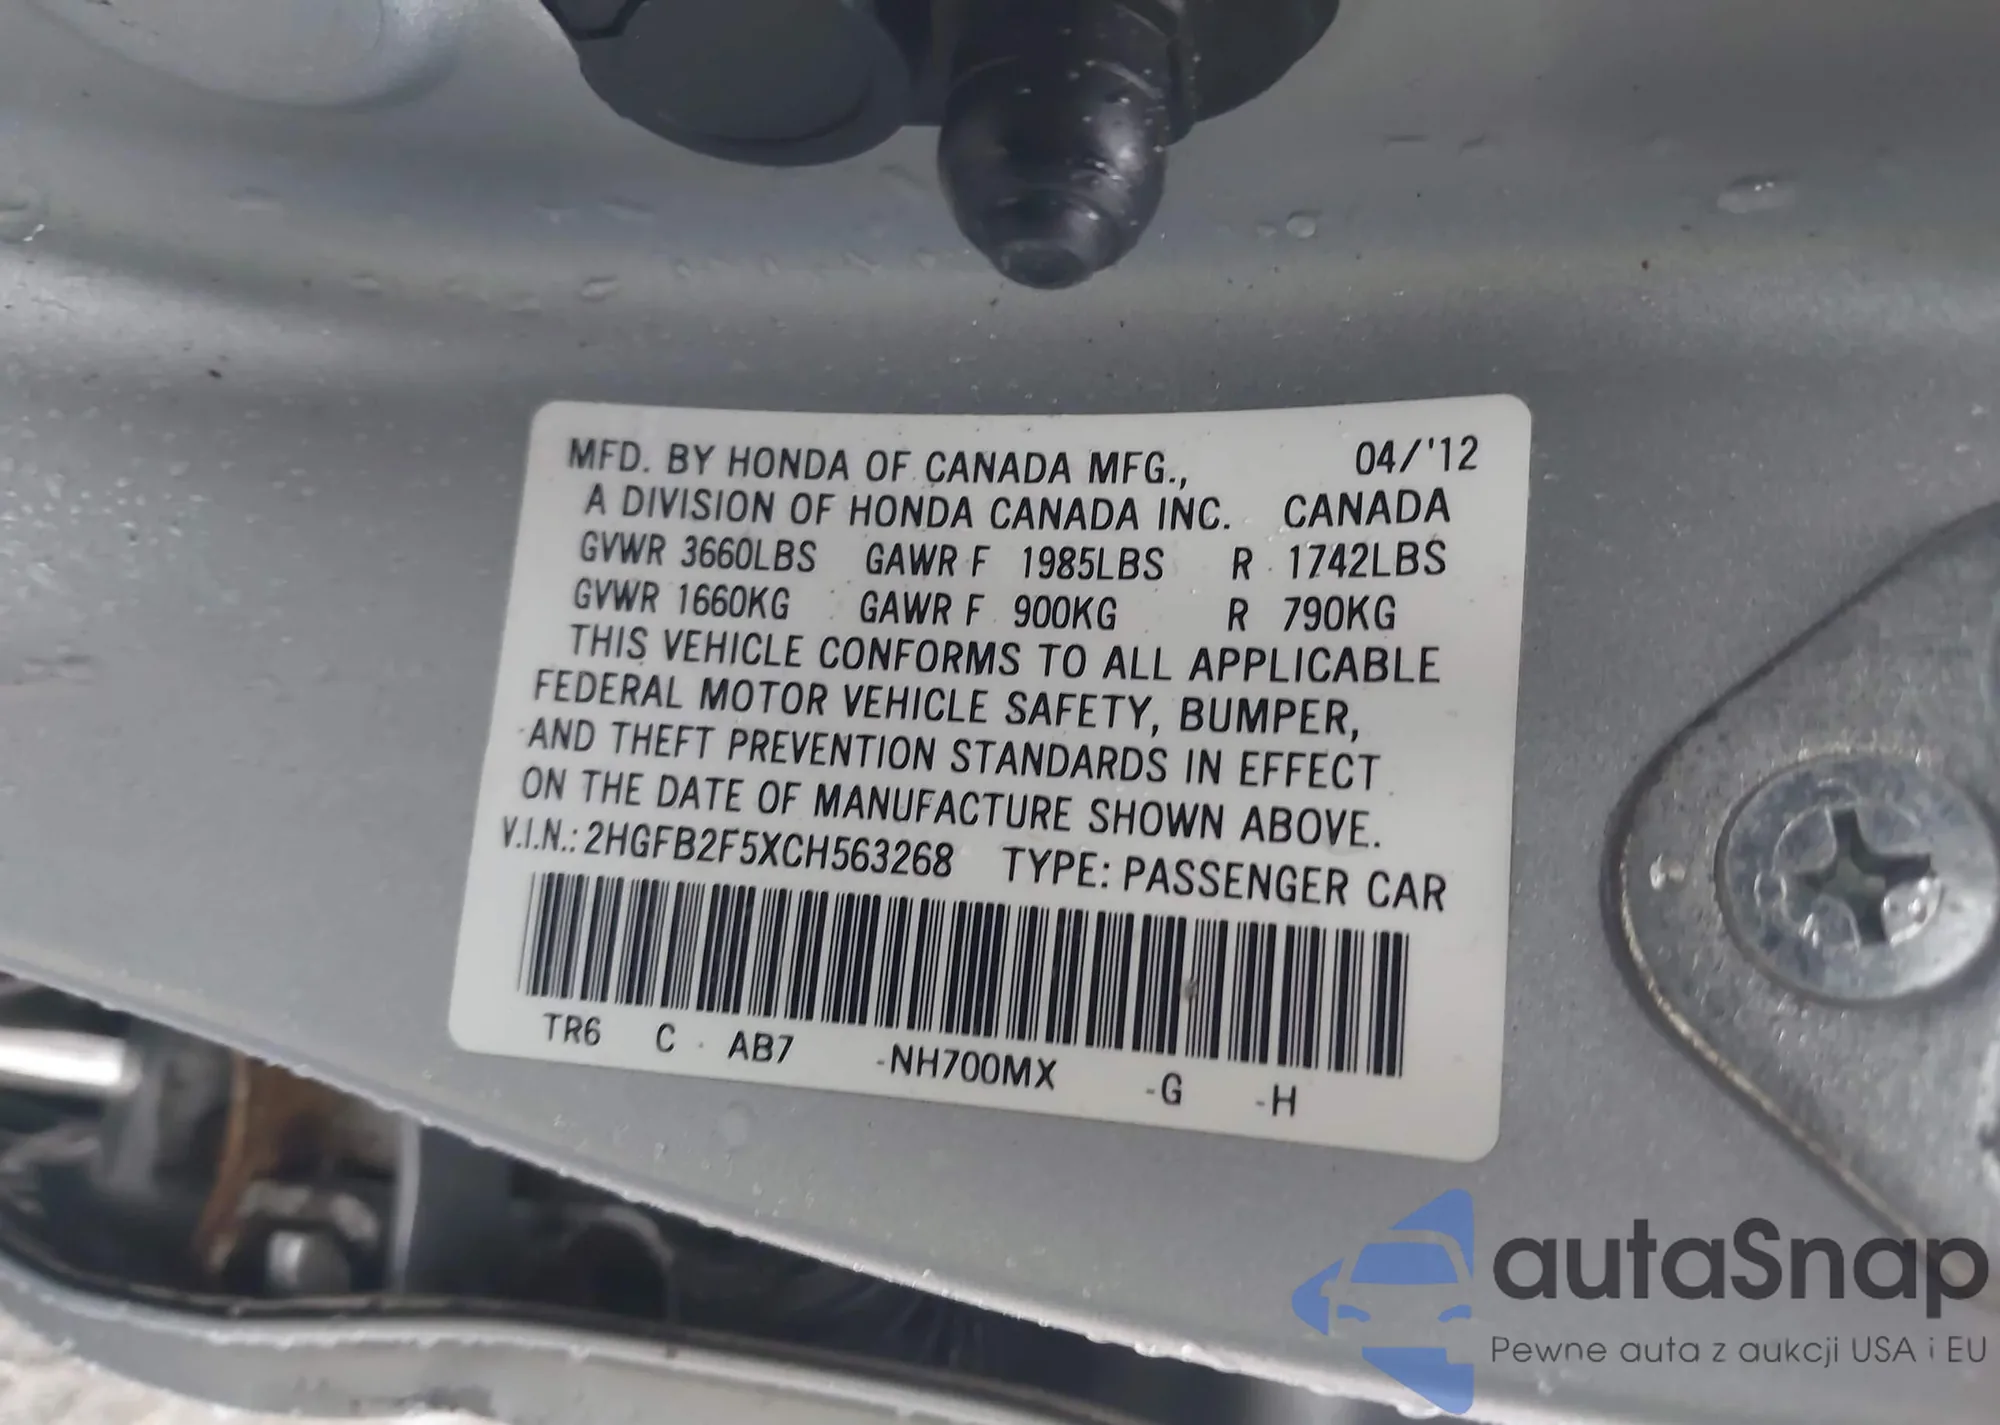 MFD. BY HONDA OF CANADA MFG., 04/'12
A DIVISION OF HONDA CANADA INC. CANADA
GVWR 3660LBS GAWR F 1985LBS R 1742LBS
GVWR 1660KG GAWR F 900KG R 790KG
THIS VEHICLE CONFORMS TO ALL APPLICABLE
FEDERAL MOTOR VEHICLE SAFETY, BUMPER,
AND THEFT PREVENTION STANDARDS IN EFFECT
ON THE DATE OF MANUFACTURE SHOWN ABOVE.
V.I.N.: 2HGFB2F5XCH563268 TYPE: PASSENGER CAR
TR6 C AB7 -NH700MX -G -H
autaSnap
Pewne auta z aukcji USA i EU